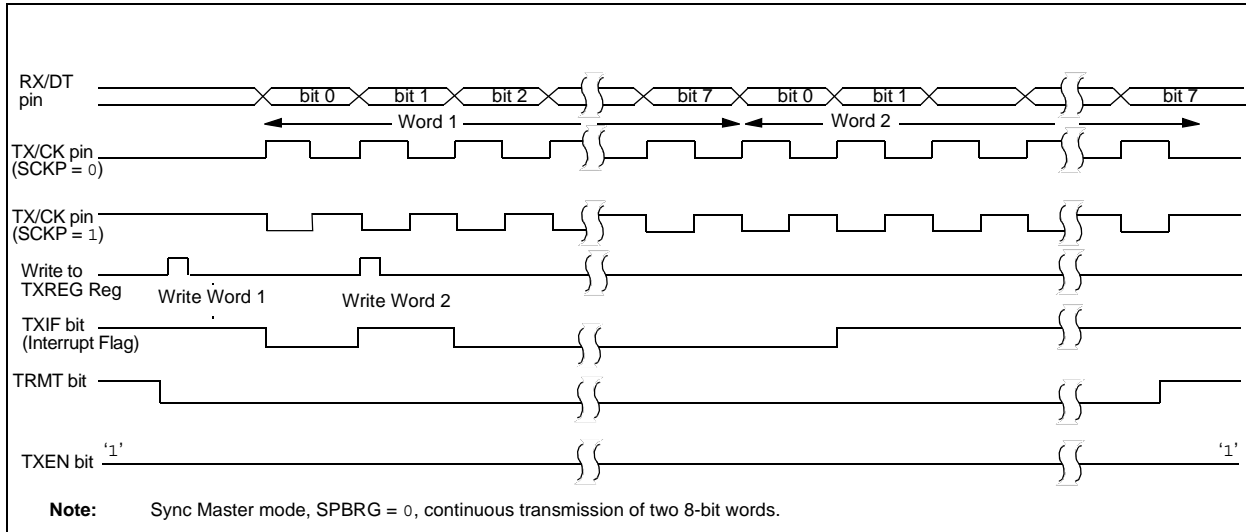 RX/DT
pin
bit 0 bit 1 bit 2 bit 7 bit 0 bit 1 bit 7
Word 1 Word 2
TX/CK pin
(SCKP = 0)
TX/CK pin
(SCKP = 1)
Write to
TXREG Reg
Write Word 1 Write Word 2
TXIF bit
(Interrupt Flag)
TRMT bit
TXEN bit '1' '1'
Note: Sync Master mode, SPBRG = 0, continuous transmission of two 8-bit words.